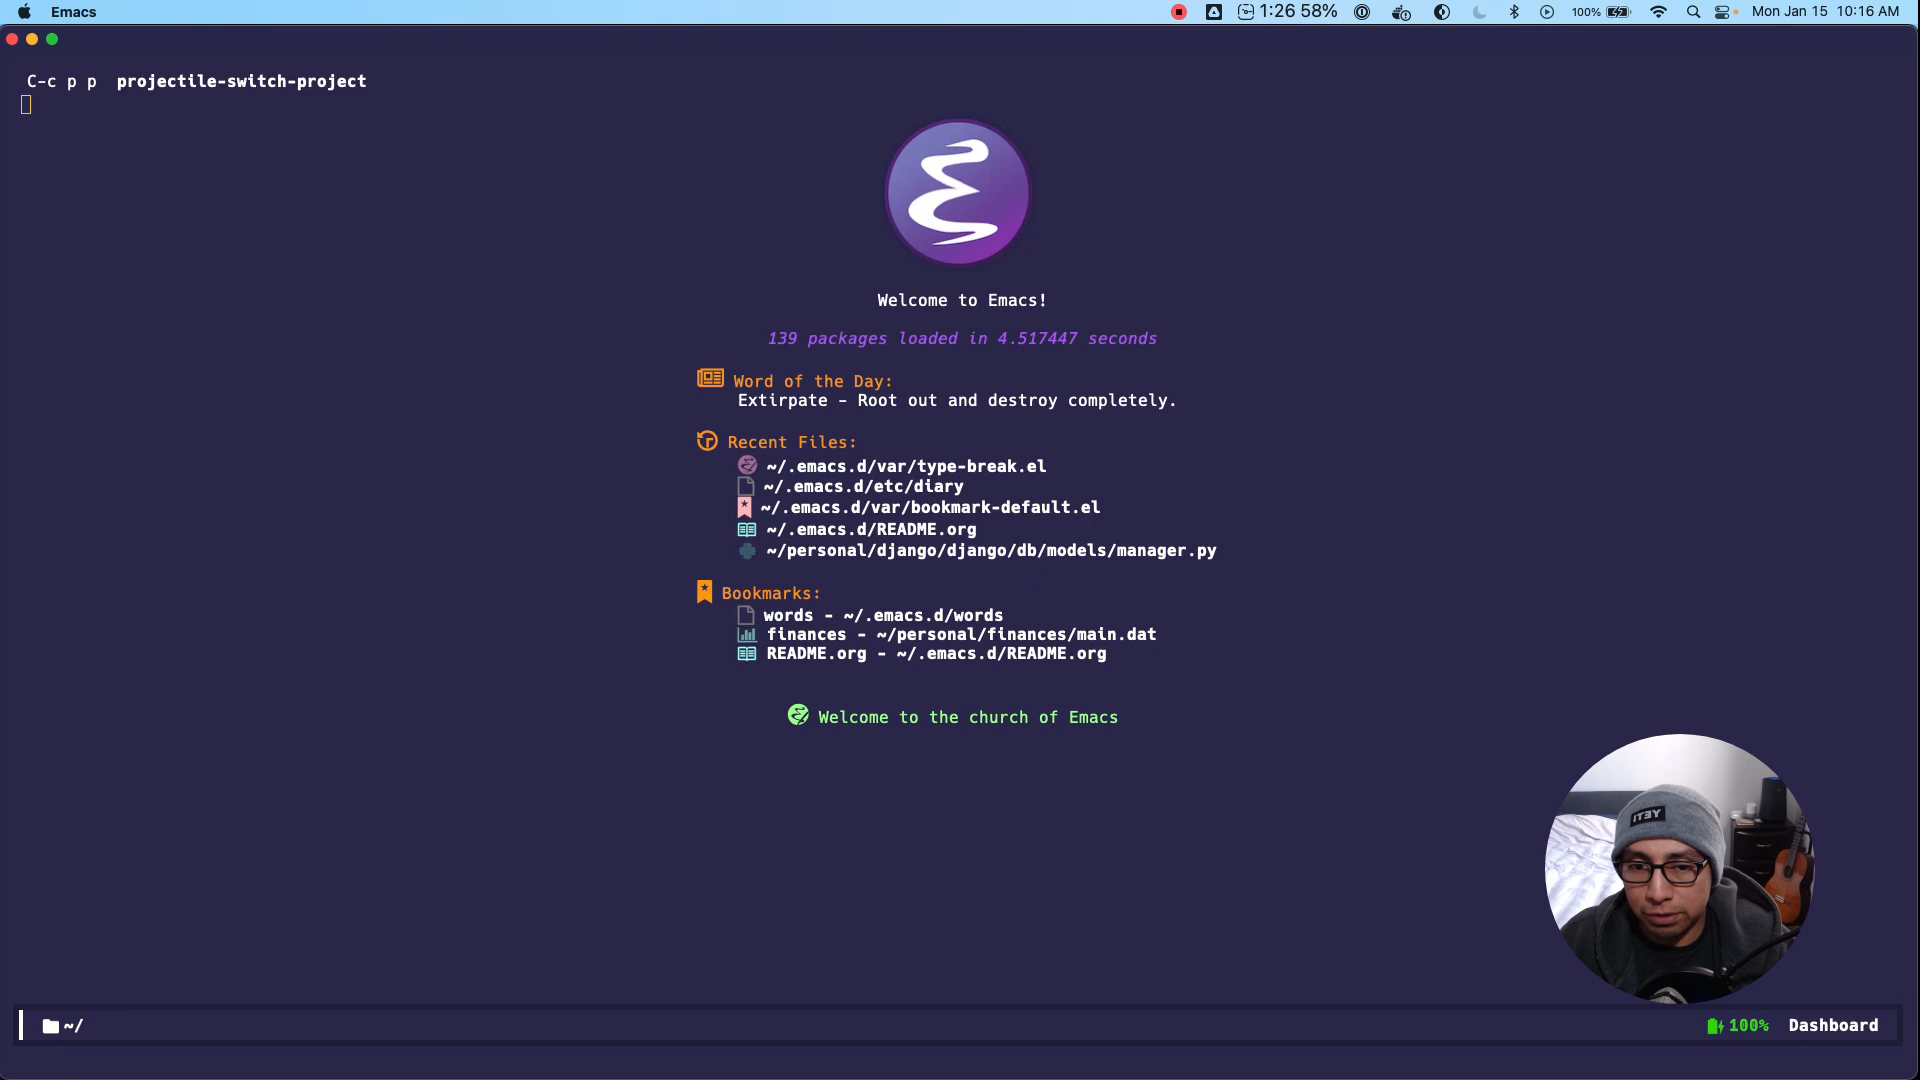 Emacs
1:26 58%
100%
Mon Jan 15 10:16 AM
C-c p p projectile-switch-project
Welcome to Emacs!
139 packages loaded in 4.517447 seconds
Word of the Day:
Extirpate - Root out and destroy completely.
Recent Files:
~/.emacs.d/var/type-break.el
~/.emacs.d/etc/diary
~/.emacs.d/var/bookmark-default.el
~/.emacs.d/README.org
~/personal/django/django/db/models/manager.py
Bookmarks:
words - ~/.emacs.d/words
finances - ~/personal/finances/main.dat
README.org - ~/.emacs.d/README.org
Welcome to the church of Emacs
YETI
~/
100% Dashboard